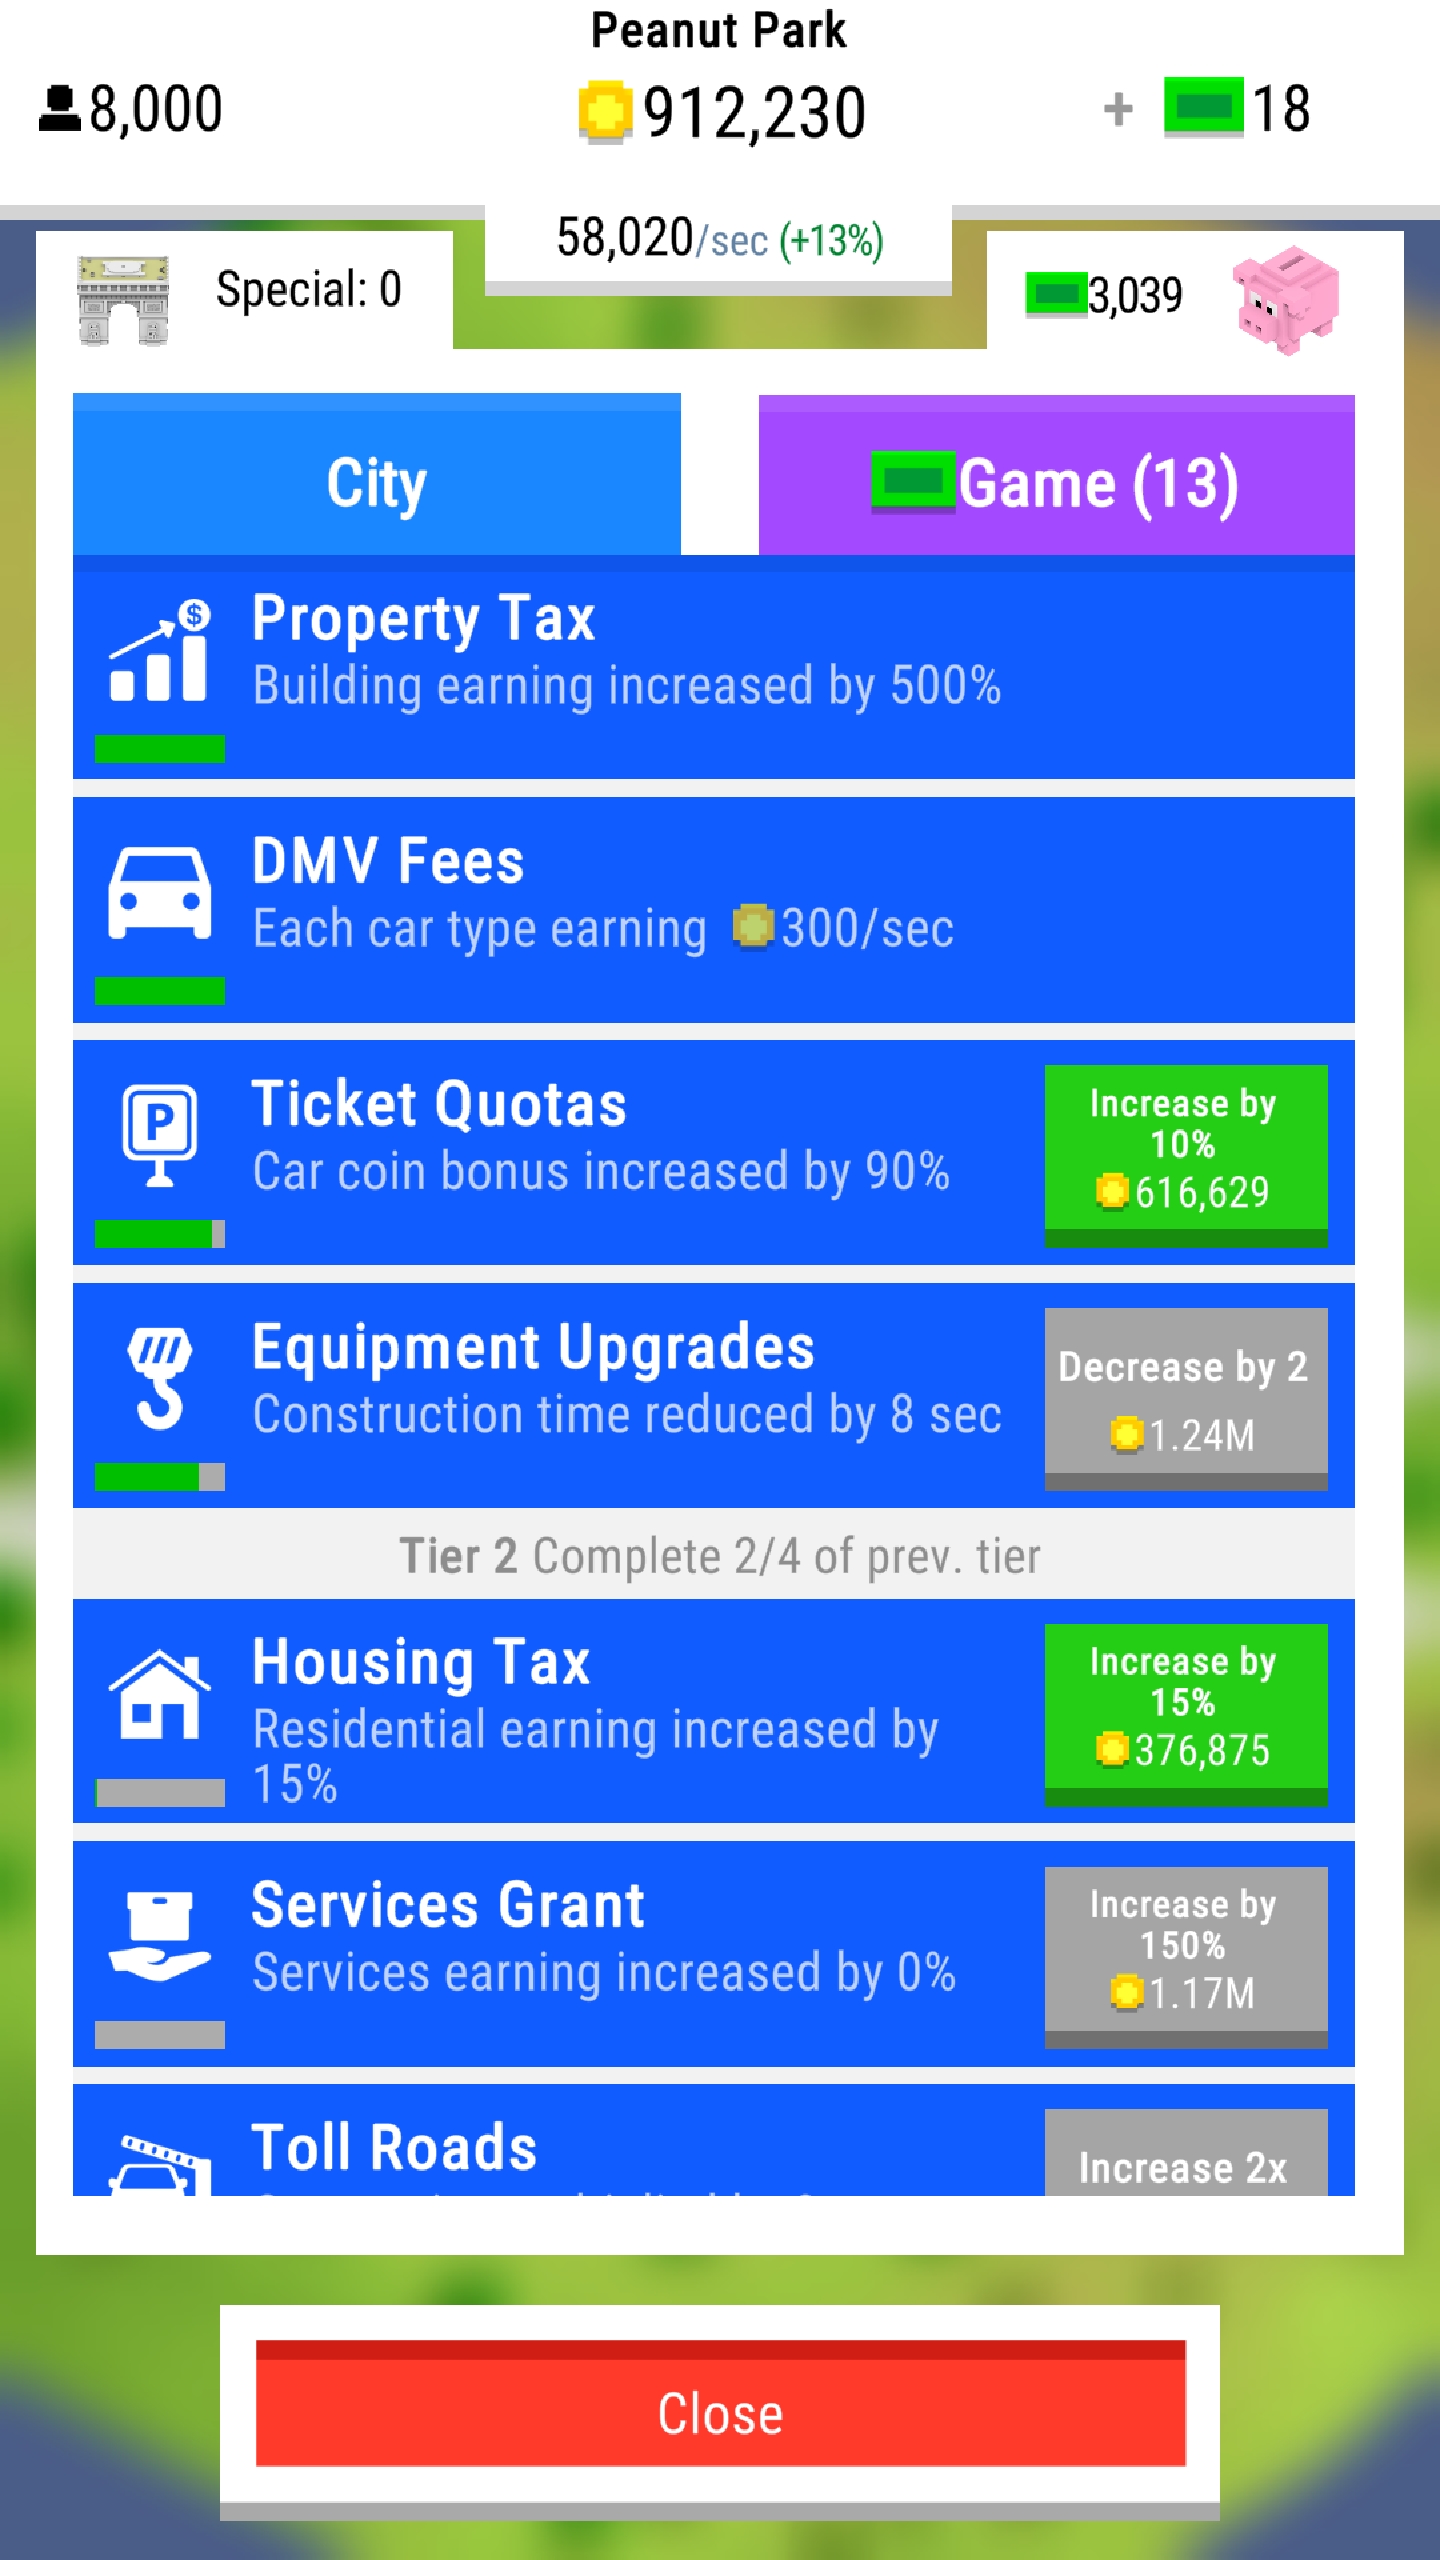 Peanut Park
8,000
912,230
+ 18
58,020/sec (+13%)
Special: 0
3,039
City
Game (13)
Property Tax
Building earning increased by 500%
DMV Fees
Each car type earning 300/sec
Ticket Quotas
Car coin bonus increased by 90%
Increase by
10%
616,629
Equipment Upgrades
Construction time reduced by 8 sec
Decrease by 2
1.24M
Tier 2 Complete 2/4 of prev. tier
Housing Tax
Residential earning increased by
15%
Increase by
15%
376,875
Services Grant
Services earning increased by 0%
Increase by
150%
1.17M
Toll Roads
Increase 2x
Close